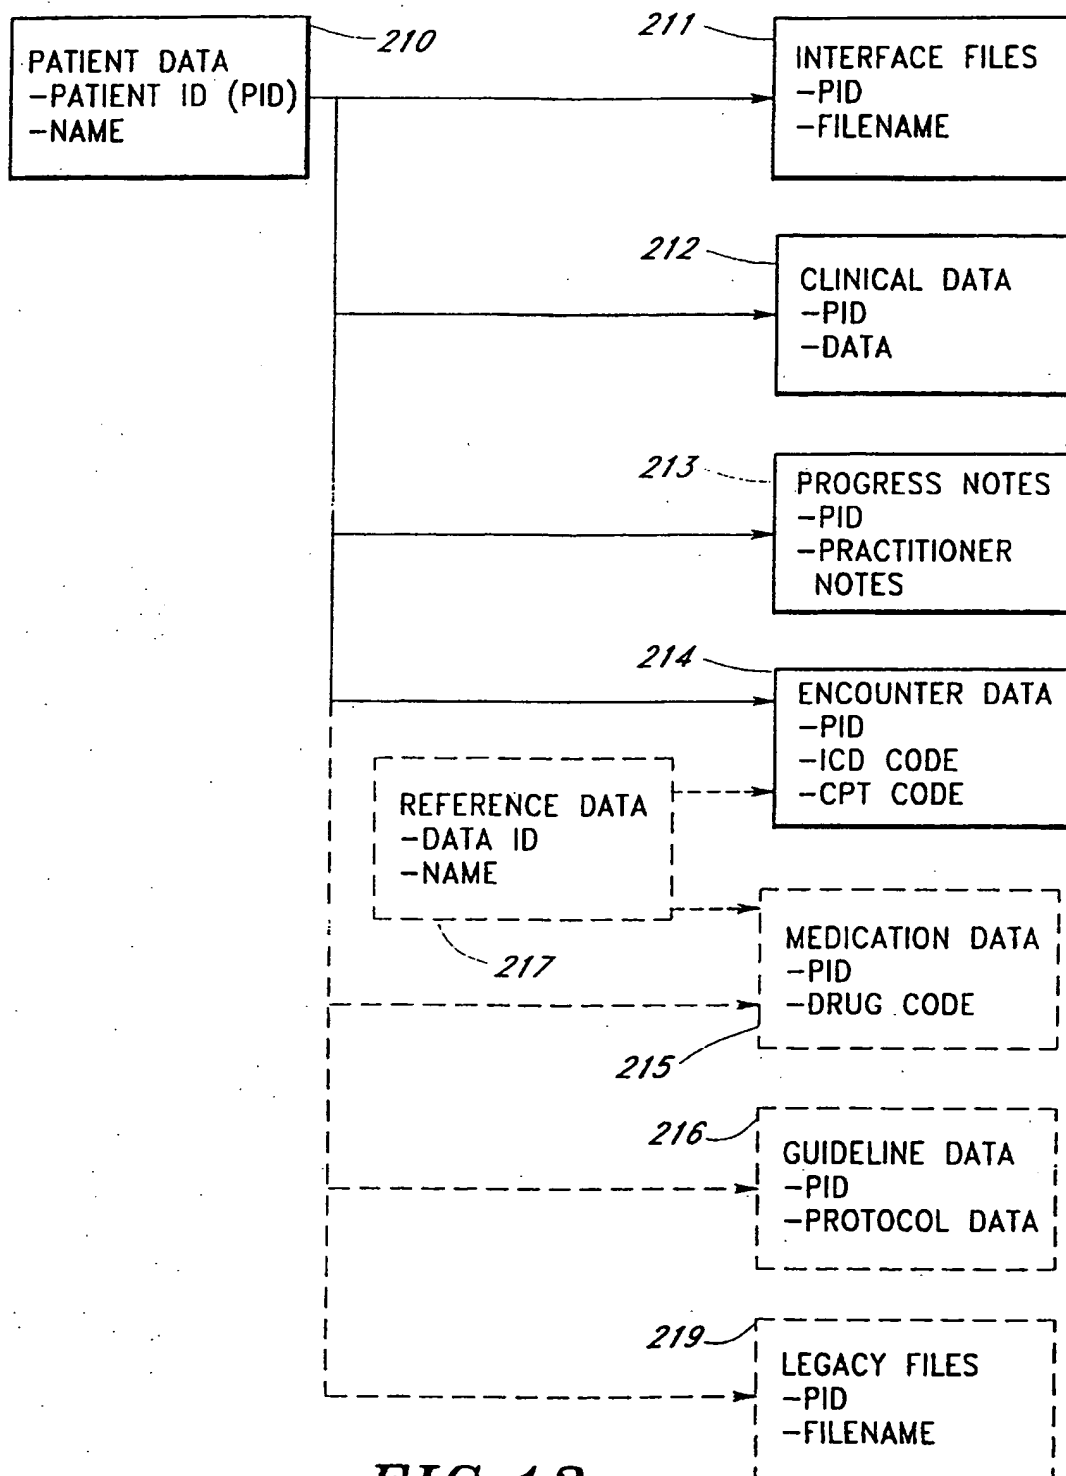 210
PATIENT DATA
-PATIENT ID (PID)
-NAME
211
INTERFACE FILES
-PID
-FILENAME
212
CLINICAL DATA
-PID
-DATA
213
PROGRESS NOTES
-PID
-PRACTITIONER
NOTES
214
ENCOUNTER DATA
-PID
-ICD CODE
-CPT CODE
REFERENCE DATA
-DATA ID
-NAME
217
MEDICATION DATA
-PID
-DRUG CODE
215
216
GUIDELINE DATA
-PID
-PROTOCOL DATA
219
LEGACY FILES
-PID
-FILENAME